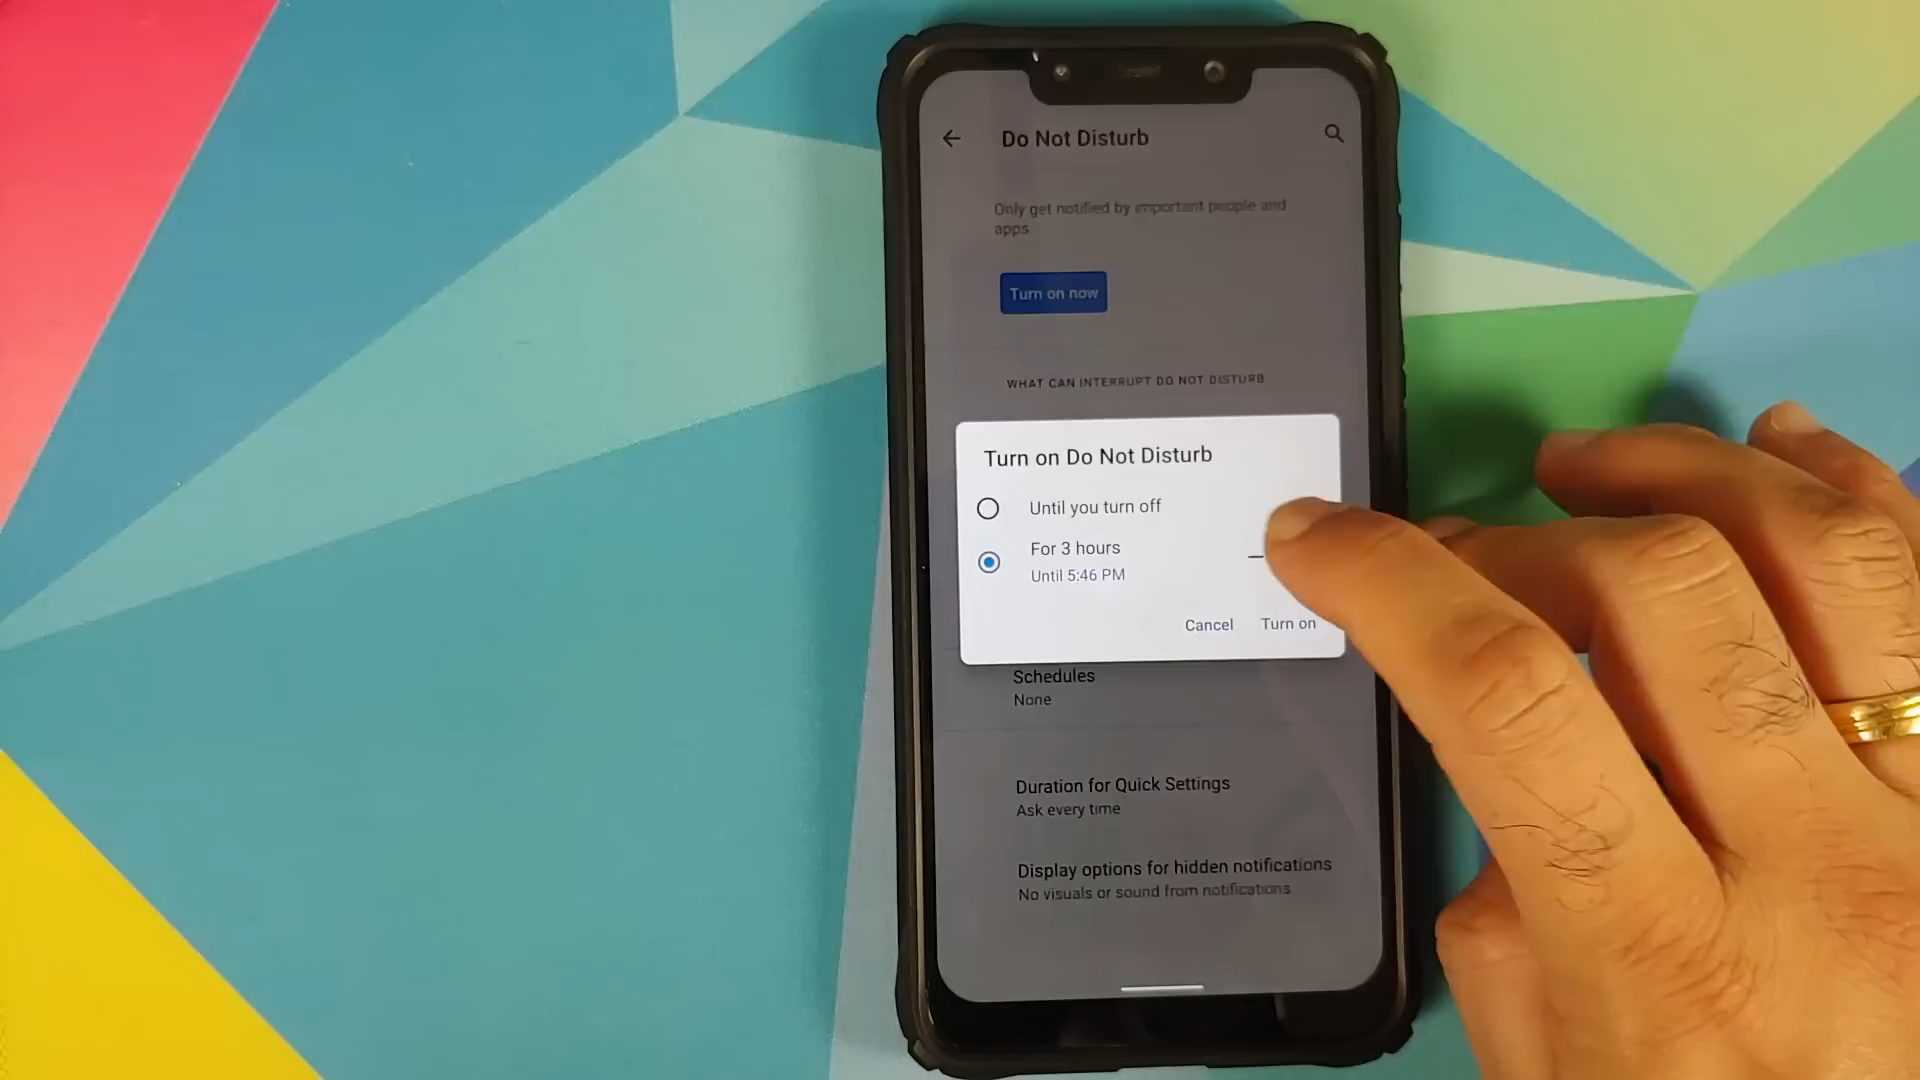 Do Not Disturb
Only get notified by important people and
apps
Turn on now
WHAT CAN INTERRUPT DO NOT DISTURB
Turn on Do Not Disturb
Until you turn off
For 3 hours
Until 5:46 PM
Cancel Turn on
Schedules
None
Duration for Quick Settings
Ask every time
Display options for hidden notifications
No visuals or sound from notifications